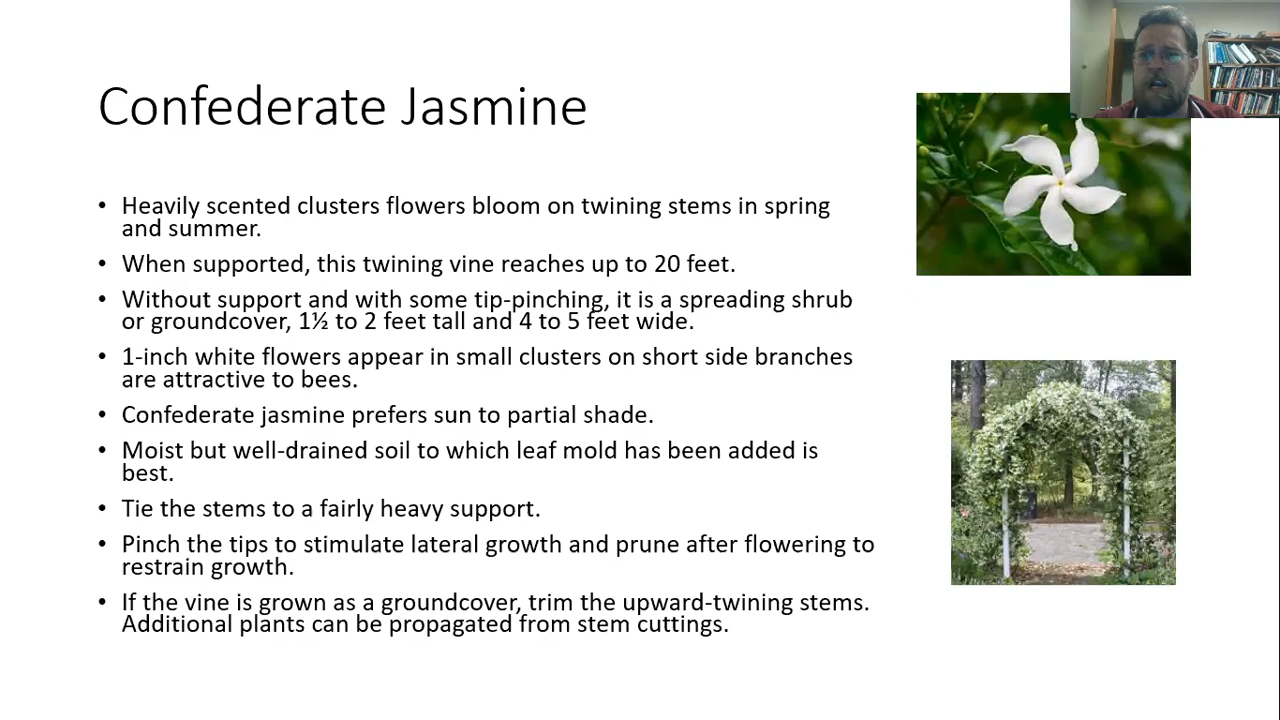 Confederate Jasmine
• Heavily scented clusters flowers bloom on twining stems in spring
and summer.
• When supported, this twining vine reaches up to 20 feet.
• Without support and with some tip-pinching, it is a spreading shrub
or groundcover, 1½ to 2 feet tall and 4 to 5 feet wide.
• 1-inch white flowers appear in small clusters on short side branches
are attractive to bees.
• Confederate jasmine prefers sun to partial shade.
• Moist but well-drained soil to which leaf mold has been added is
best.
• Tie the stems to a fairly heavy support.
• Pinch the tips to stimulate lateral growth and prune after flowering to
restrain growth.
• If the vine is grown as a groundcover, trim the upward-twining stems.
Additional plants can be propagated from stem cuttings.